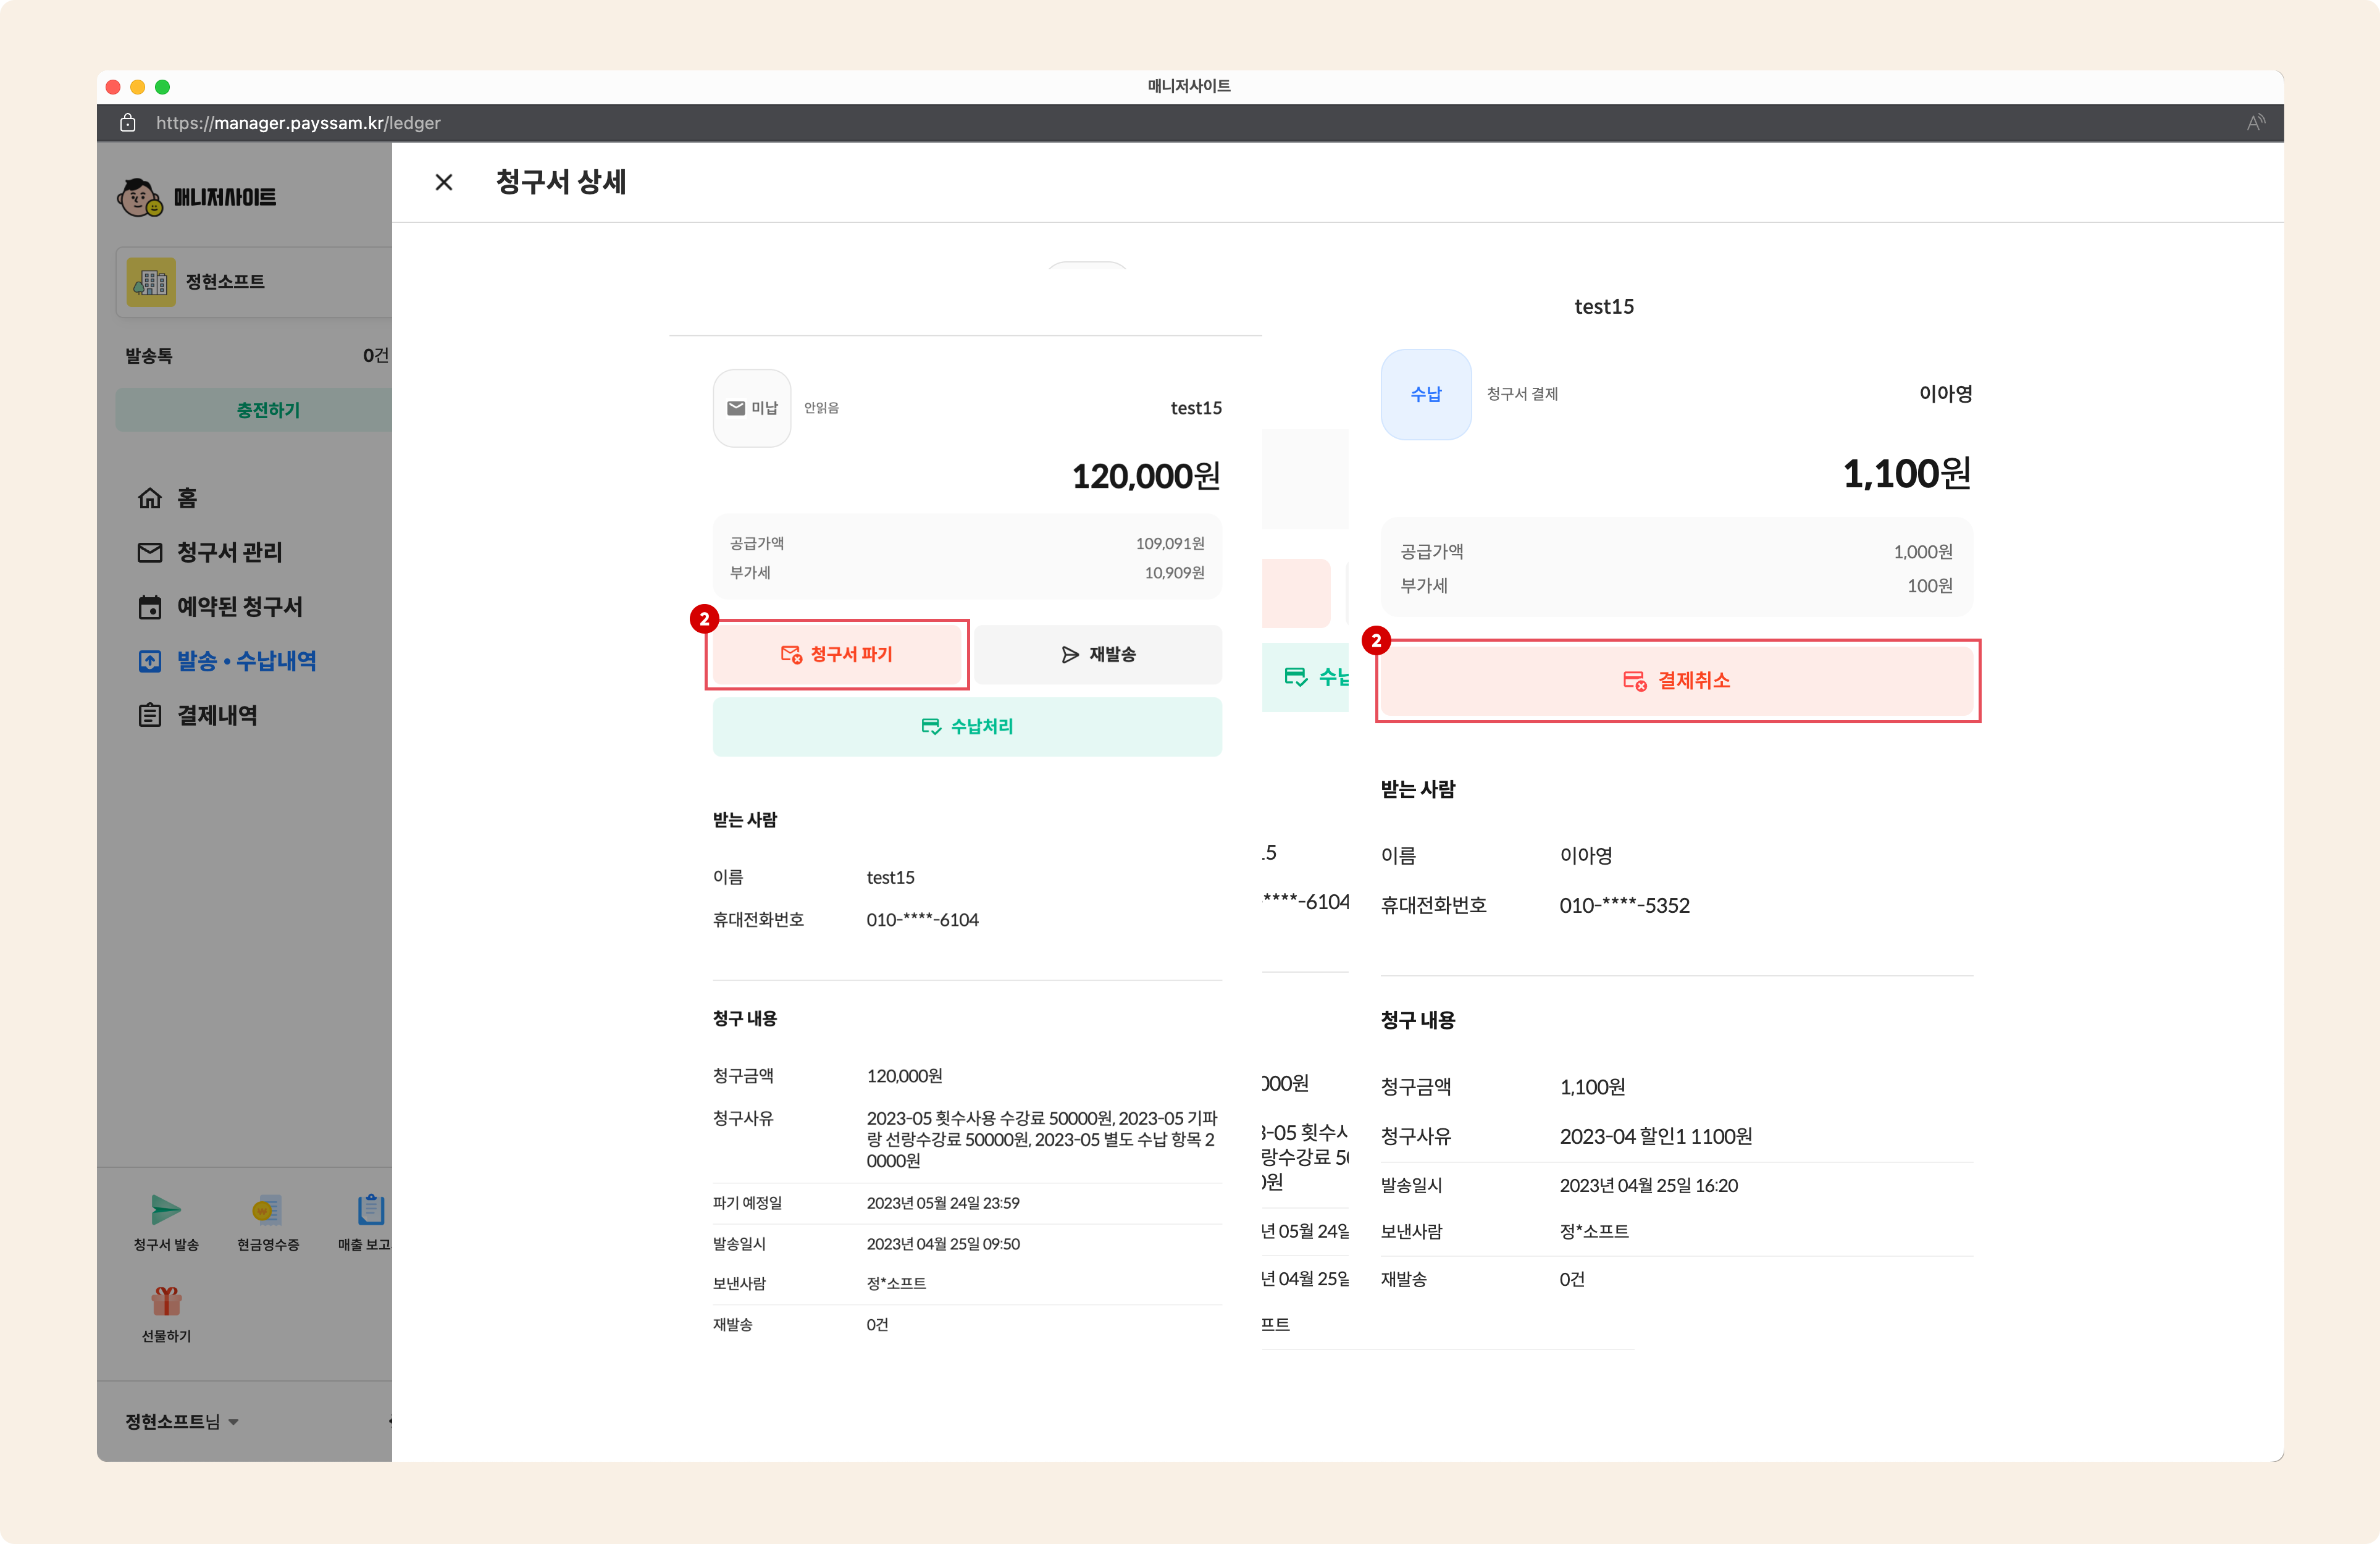 매니저사이트
https://manager.payssam.kr/ledger
매니저사이트
정현소프트
발송톡 0건
충전하기
홈
청구서 관리
예약된 청구서
발송 • 수납내역
결제내역
청구서 발송 현금영수증 매출 보고
선물하기
정현소프트님
청구서 상세
미납 안읽음 test15
120,000원
공급가액 109,091원
부가세 10,909원
2
청구서 파기 재발송
수납처리
받는 사람
이름 test15
휴대전화번호 010-****-6104
청구 내용
청구금액 120,000원
청구사유 2023-05 횟수사용 수강료 50000원, 2023-05 기파
랑 선랑수강료 50000원, 2023-05 별도 수납 항목 2
0000원
파기 예정일 2023년 05월 24일 23:59
발송일시 2023년 04월 25일 09:50
보낸사람 정*소프트
재발송 0건
수납
15
****-6104
000원
3-05 횟수사
랑수강료 50
0원
년 05월 24일
년 04월 25일
프트
test15
수납 청구서 결제 이아영
1,100원
공급가액 1,000원
부가세 100원
2
결제취소
받는 사람
이름 이아영
휴대전화번호 010-****-5352
청구 내용
청구금액 1,100원
청구사유 2023-04 할인1 1100원
발송일시 2023년 04월 25일 16:20
보낸사람 정*소프트
재발송 0건